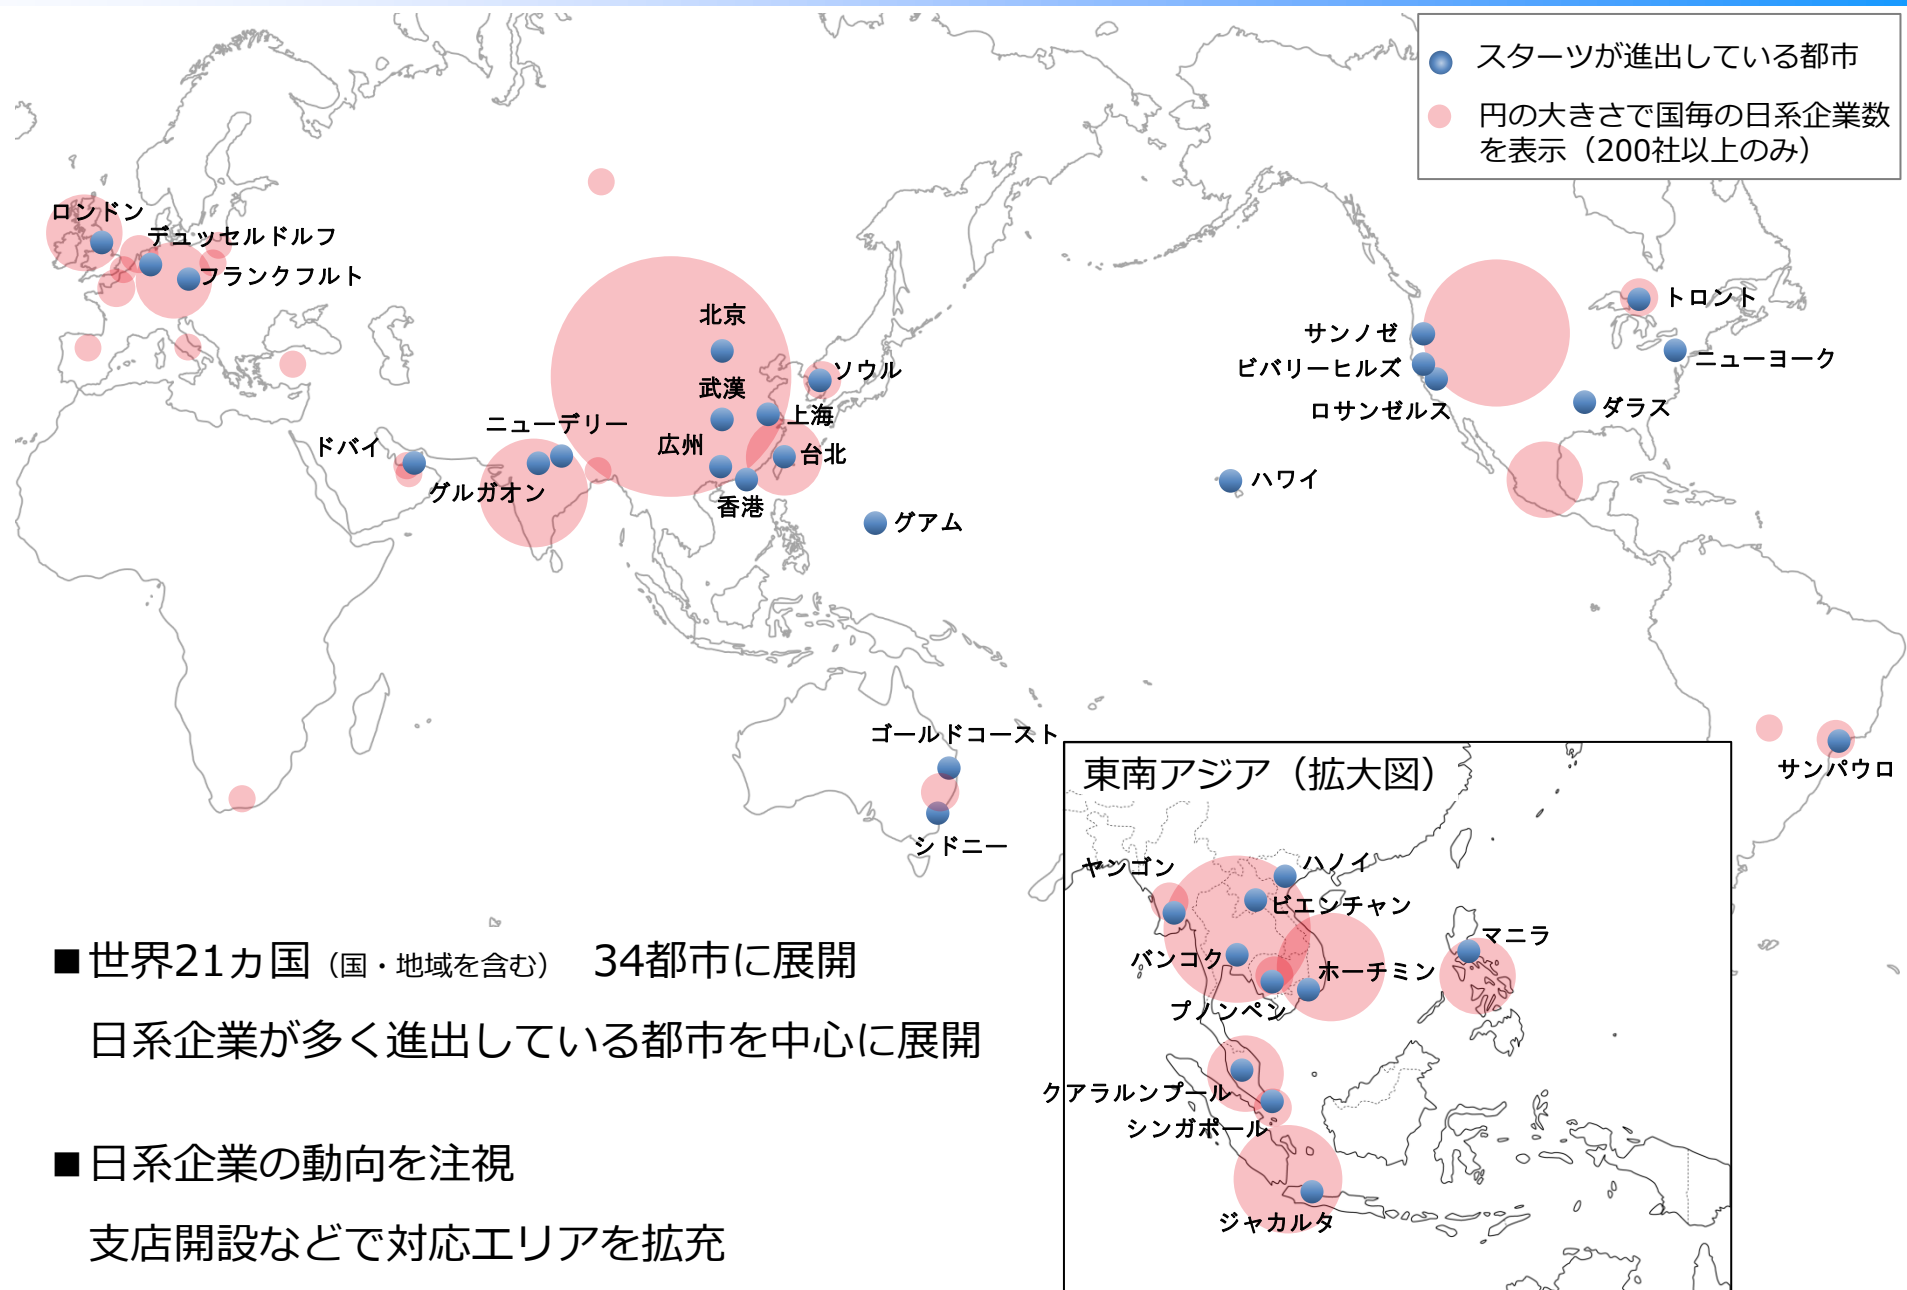 スターツが進出している都市
円の大きさで国毎の日系企業数
を表示（200社以上のみ）
ロンドン
デュッセルドルフ
フランクフルト
北京
武漢
ソウル
上海
広州
台北
香港
ニューデリー
ドバイ
グルガオン
グアム
ハワイ
サンノゼ
ビバリーヒルズ
ロサンゼルス
トロント
ニューヨーク
ダラス
サンパウロ
ゴールドコースト
シドニー
東南アジア（拡大図）
ヤンゴン
ハノイ
ビエンチャン
バンコク
ホーチミン
プノンペン
マニラ
クアラルンプール
シンガポール
ジャカルタ
■世界21ヵ国（国・地域を含む） 34都市に展開
日系企業が多く進出している都市を中心に展開
■日系企業の動向を注視
支店開設などで対応エリアを拡充